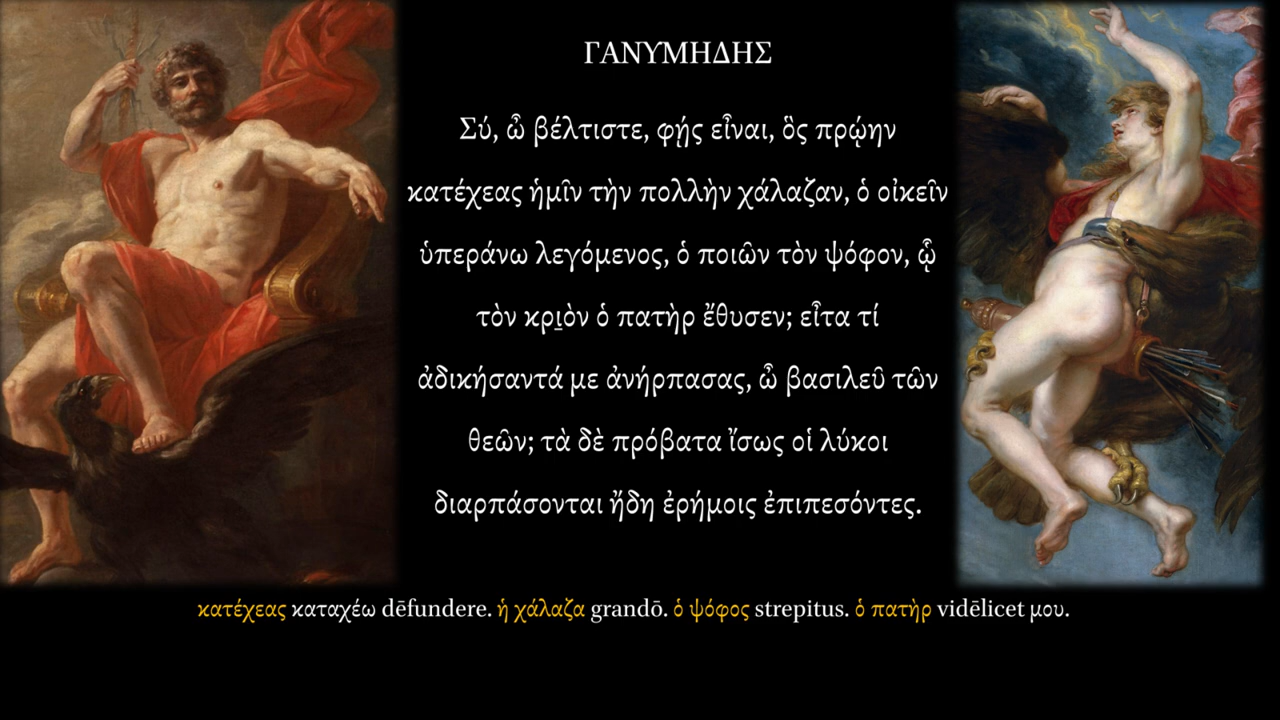 ΓΑΝΥΜΗΔΗΣ
Σύ, ὦ βέλτιστε, φῄς εἶναι, ὃς πρῴην
κατέχεας ἡμῖν τὴν πολλὴν χάλαζαν, ὁ οἰκεῖν
ὑπεράνω λεγόμενος, ὁ ποιῶν τὸν ψόφον, ᾧ
τὸν κρι̱ὸν ὁ πατὴρ ἔθυσεν; εἶτα τί
ἀδικήσαντά με ἀνήρπασας, ὦ βασιλεῦ τῶν
θεῶν; τὰ δὲ πρόβατα ἴσως οἱ λύκοι
διαρπάσονται ἤδη ἐρήμοις ἐπιπεσόντες.
κατέχεας καταχέω dēfundere. ἡ χάλαζα grandō. ὁ ψόφος strepitus. ὁ πατὴρ vidēlicet μου.